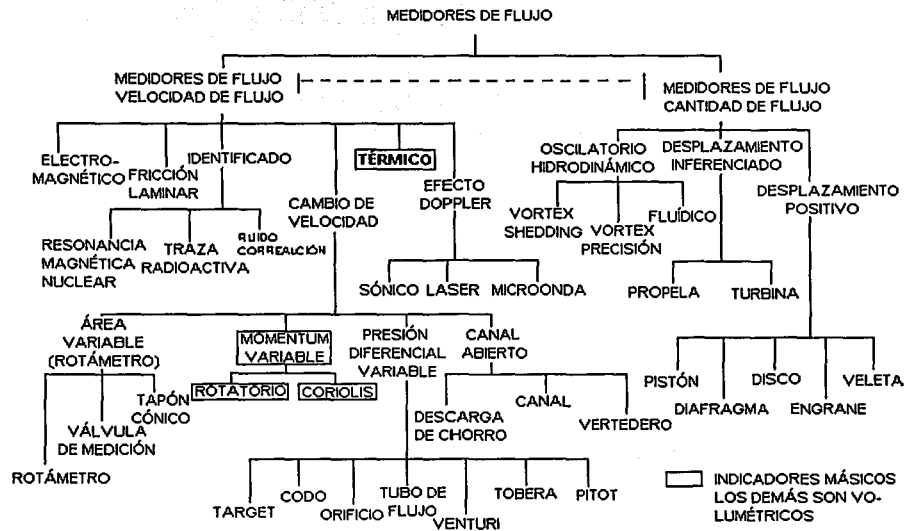 MEDIDORES DE FLUJO
MEDIDORES DE FLUJO
VELOCIDAD DE FLUJO
MEDIDORES DE FLUJO
CANTIDAD DE FLUJO
ELECTRO-
MAGNÉTICO
FRICCIÓN
LAMINAR
IDENTIFICADO
TÉRMICO
CAMBIO DE
VELOCIDAD
EFECTO
DOPPLER
OSCILATORIO
HIDRODINÁMICO
DESPLAZAMIENTO
INFERENCIADO
DESPLAZAMIENTO
POSITIVO
RESONANCIA
MAGNÉTICA
NUCLEAR
TRAZA
RADIOACTIVA
RUIDO
CORREALCIÓN
VORTEX
SHEDDING
VORTEX
PRECISIÓN
FLUÍDICO
SÓNICO
LASER
MICROONDA
PROPELA
TURBINA
ÁREA
VARIABLE
(ROTÁMETRO)
MOMENTUM
VARIABLE
PRESIÓN
DIFERENCIAL
VARIABLE
CANAL
ABIERTO
ROTATORIO
CORIOLIS
TAPÓN
CÓNICO
VÁLVULA
DE MEDICIÓN
ROTÁMETRO
DESCARGA
DE CHORRO
CANAL
VERTEDERO
PISTÓN
DIAFRAGMA
DISCO
ENGRANE
VELETA
TARGET
CODO
ORIFICIO
TUBO DE
FLUJO
VENTURI
TOBERA
PITOT
INDICADORES MÁSICOS
LOS DEMÁS SON VO-
LUMÉTRICOS